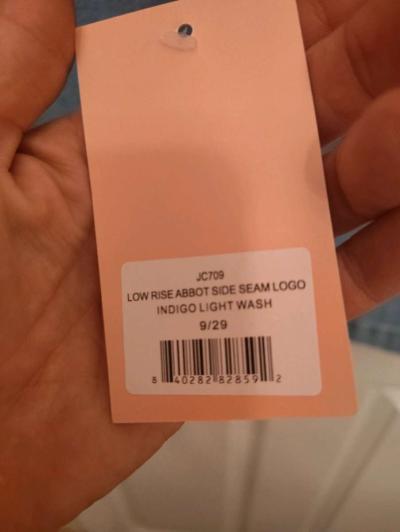 JC709
LOW RISE ABBOT SIDE SEAM LOGO
INDIGO LIGHT WASH
9/29
8 40282 82859 2